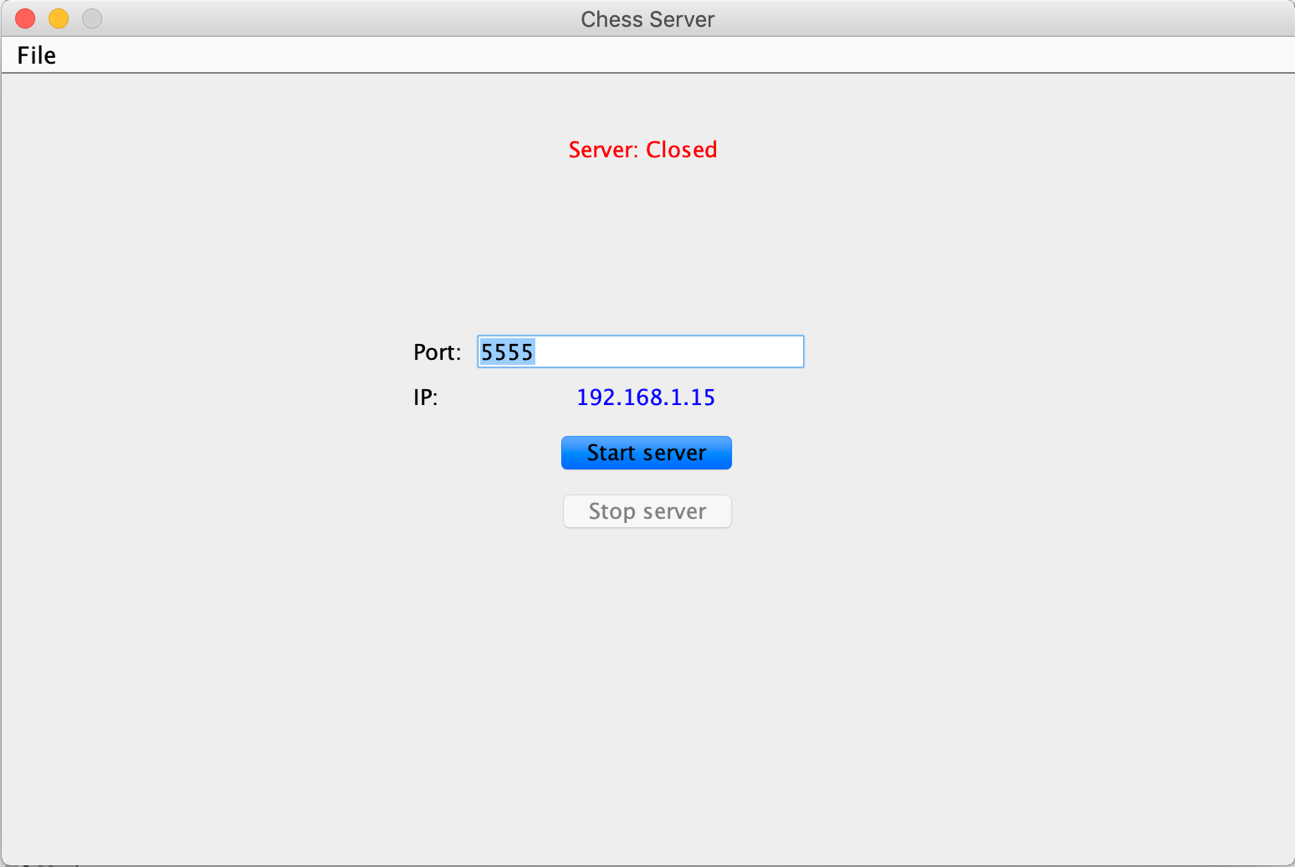 Chess Server
File
Server: Closed
Port: 5555
IP: 192.168.1.15
Start server
Stop server